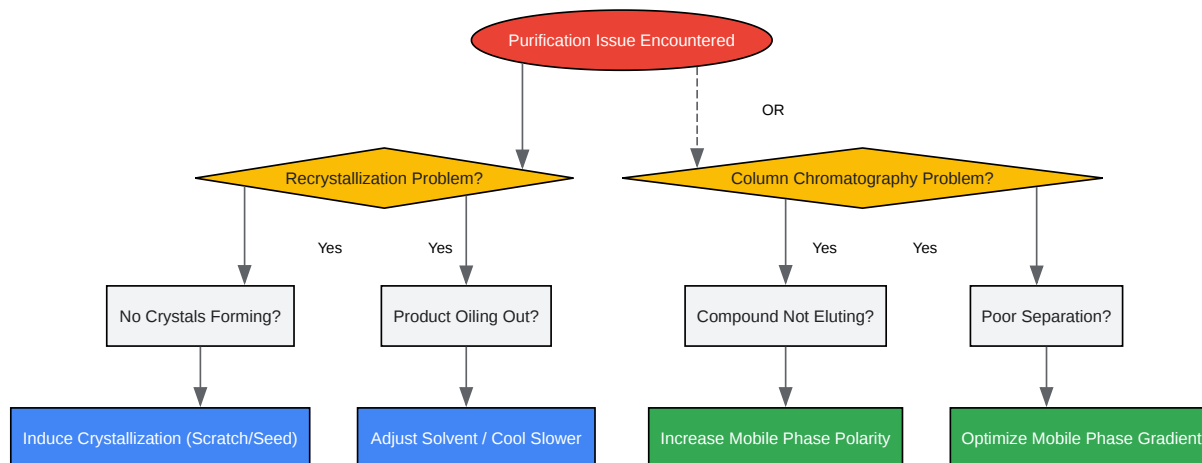 Purification Issue Encountered
OR
Recrystallization Problem?
Column Chromatography Problem?
Yes
Yes
Yes
Yes
No Crystals Forming?
Product Oiling Out?
Compound Not Eluting?
Poor Separation?
Induce Crystallization (Scratch/Seed)
Adjust Solvent / Cool Slower
Increase Mobile Phase Polarity
Optimize Mobile Phase Gradient